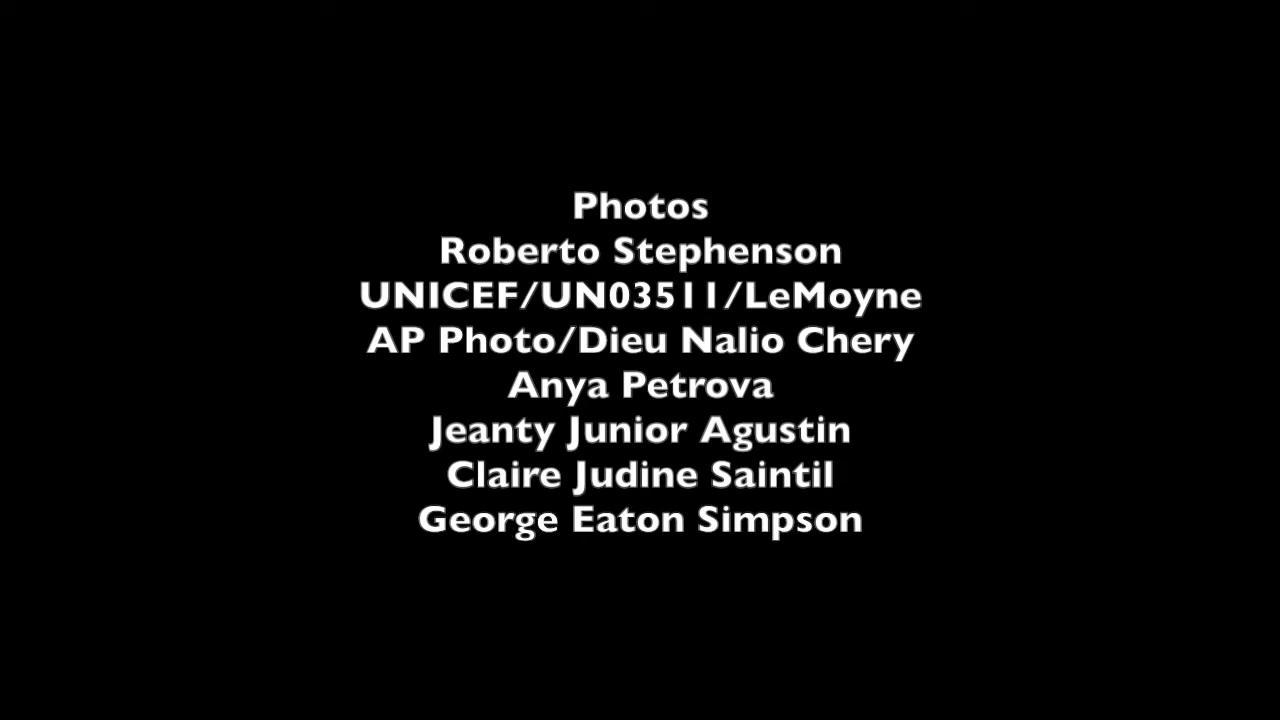 Photos
Roberto Stephenson
UNICEF/UN03511/LeMoyne
AP Photo/Dieu Nalio Chery
Anya Petrova
Jeanty Junior Agustin
Claire Judine Saintil
George Eaton Simpson